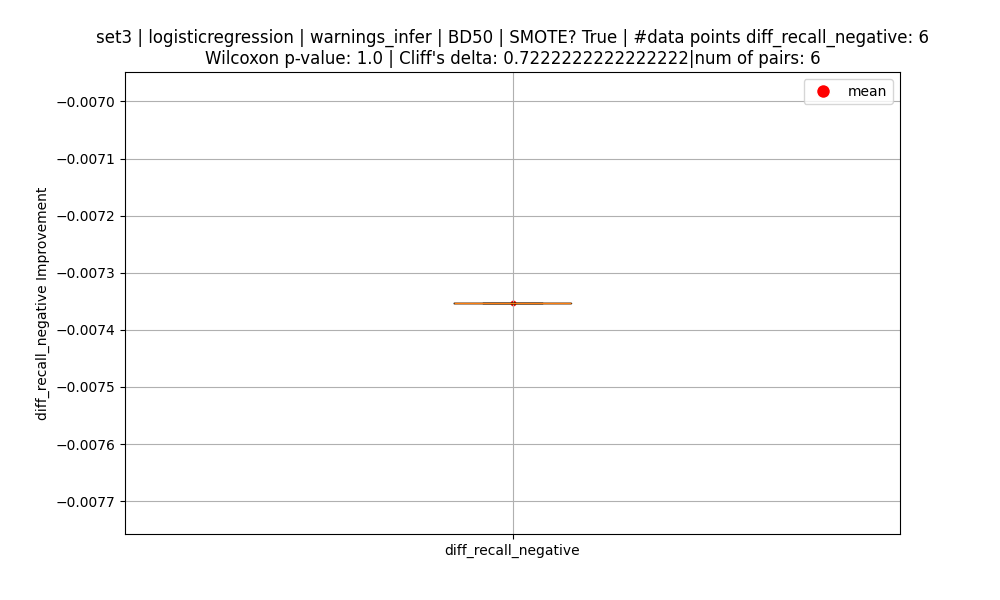 set3 | logisticregression | warnings_infer | BD50 | SMOTE? True | #data points diff_recall_negative: 6
Wilcoxon p-value: 1.0 | Cliff's delta: 0.7222222222222222|num of pairs: 6
mean
−0.0070
−0.0071
−0.0072
−0.0073
−0.0074
−0.0075
−0.0076
−0.0077
diff_recall_negative Improvement
diff_recall_negative